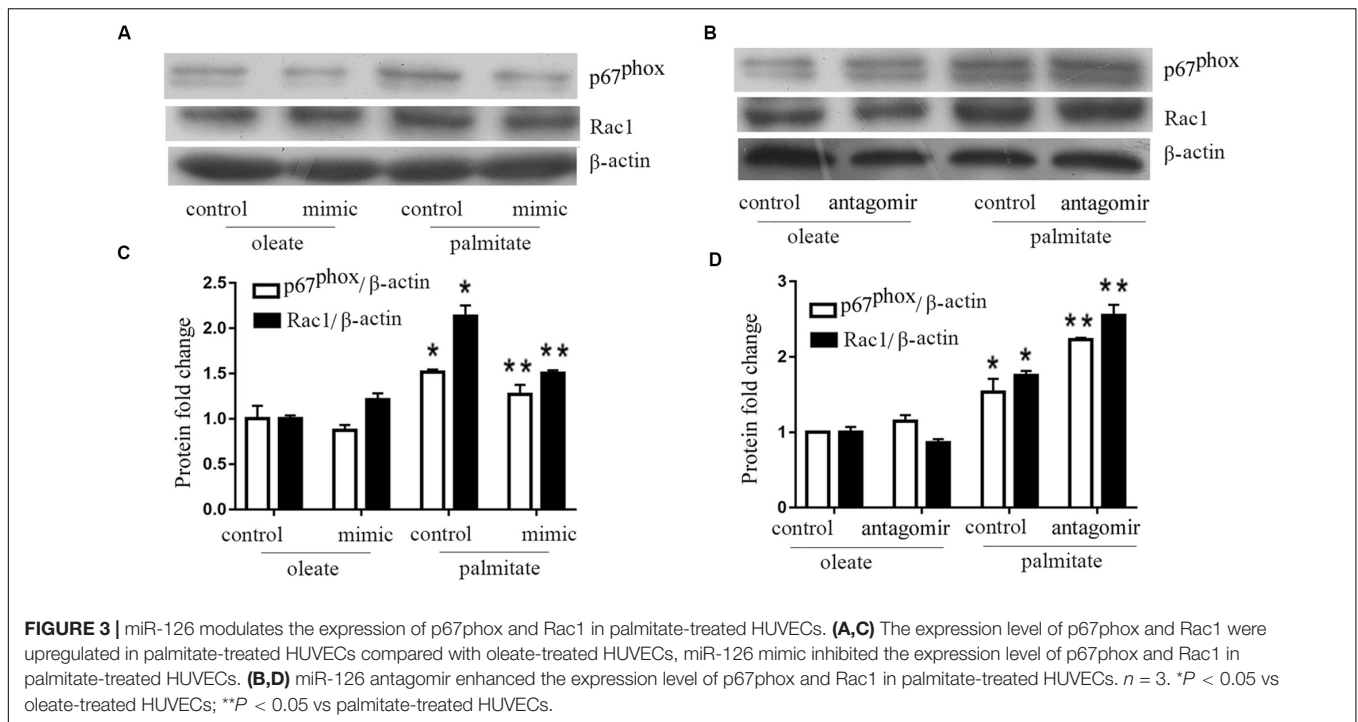 A
p67phox
Rac1
β-actin
control mimic control mimic
oleate palmitate
B
p67phox
Rac1
β-actin
control antagomir control antagomir
oleate palmitate
C
Protein fold change
2.5
2.0
1.5
1.0
0.5
0.0
p67phox/β-actin
Rac1/β-actin
* * ** **
control mimic control mimic
oleate palmitate
D
Protein fold change
3
2
1
0
p67phox/β-actin
Rac1/β-actin
* * ** **
control antagomir control antagomir
oleate palmitate
FIGURE 3 | miR-126 modulates the expression of p67phox and Rac1 in palmitate-treated HUVECs. (A,C) The expression level of p67phox and Rac1 were
upregulated in palmitate-treated HUVECs compared with oleate-treated HUVECs, miR-126 mimic inhibited the expression level of p67phox and Rac1 in
palmitate-treated HUVECs. (B,D) miR-126 antagomir enhanced the expression level of p67phox and Rac1 in palmitate-treated HUVECs. n = 3. *P < 0.05 vs
oleate-treated HUVECs; **P < 0.05 vs palmitate-treated HUVECs.